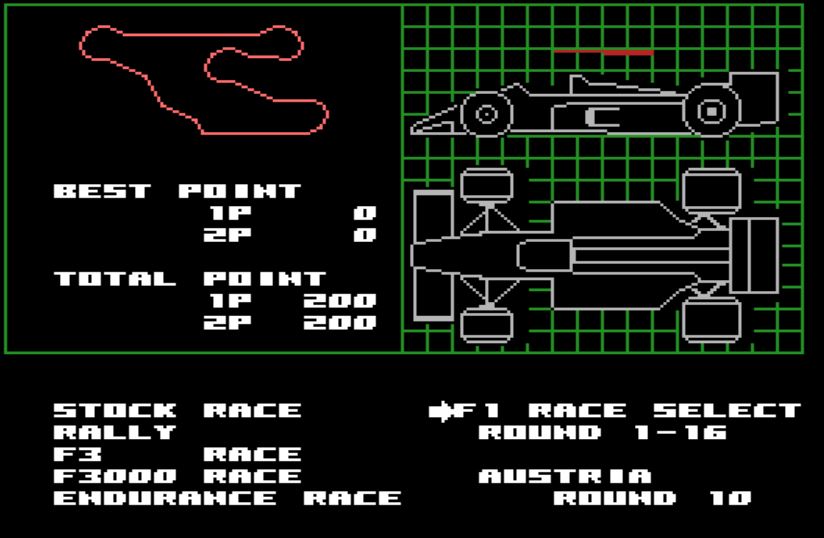 BEST POINT
1P 0
2P 0
TOTAL POINT
1P 200
2P 200
STOCK RACE
RALLY
F3 RACE
F3000 RACE
ENDURANCE RACE
F1 RACE SELECT
ROUND 1-16
AUSTRIA
ROUND 10